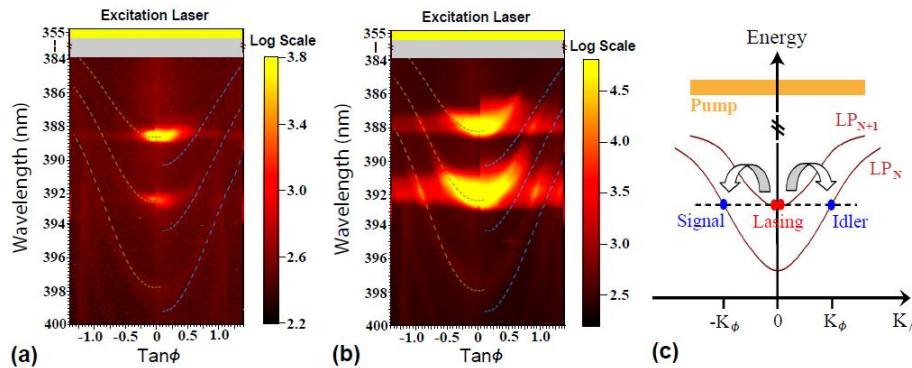 Excitation Laser
Log Scale
355
384
386
388
390
392
394
396
398
400
Wavelength (nm)
-1.0 -0.5 0 0.5 1.0
Tanϕ
3.8
3.4
3.0
2.6
2.2
(a)
Excitation Laser
Log Scale
355
384
386
388
390
392
394
396
398
400
Wavelength (nm)
-1.0 -0.5 0 0.5 1.0
Tanϕ
4.5
4.0
3.5
3.0
2.5
(b)
Energy
Pump
LP_{N+1}
LP_N
Signal Lasing Idler
-K_ϕ 0 K_ϕ
(c)